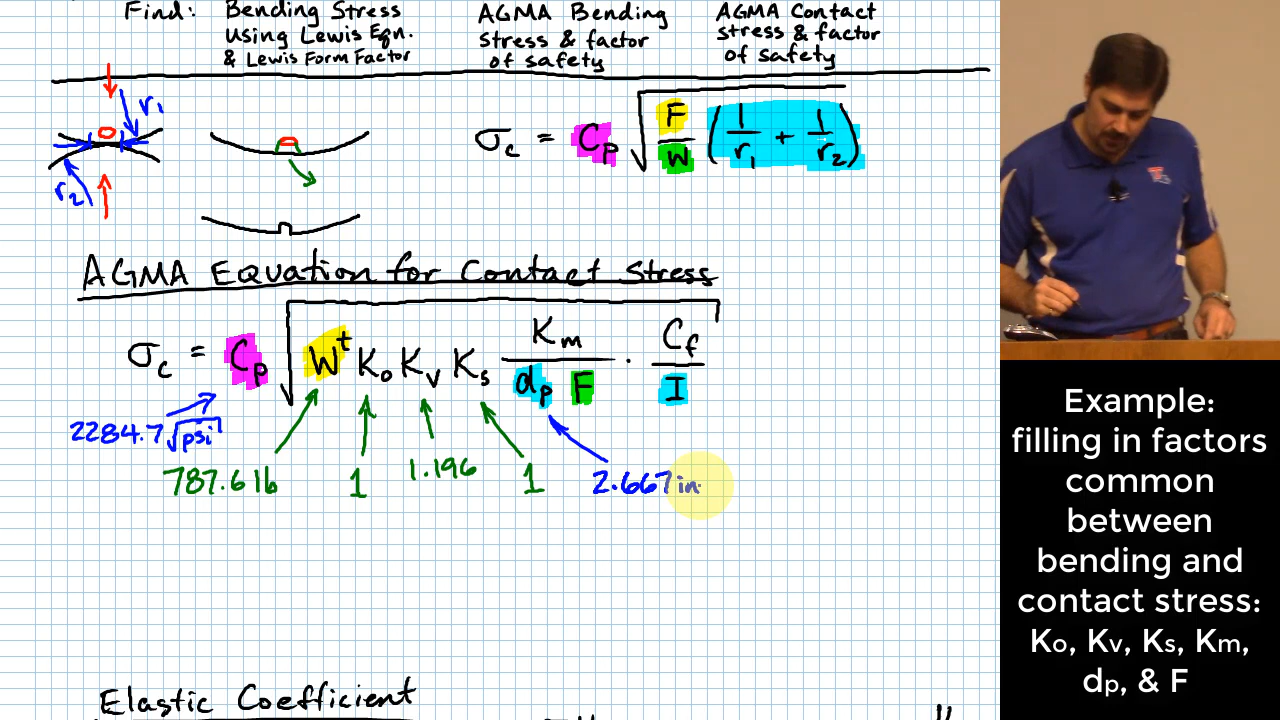 Find: Bending Stress using Lewis Eqn. & Lewis Form Factor
AGMA Bending stress & factor of safety
AGMA Contact stress & factor of safety
r₁
r₂
σc = Cp √( F/w (1/r₁ + 1/r₂) )
AGMA Equation for Contact Stress
σc = Cp √( Wᵗ Ko Kv Ks Km/(dp F) · Cf/I )
2284.7 √psi
787.6 lb
1
1.196
1
2.667 in
Elastic Coefficient
Example:
filling in factors
common
between
bending and
contact stress:
Ko, Kv, Ks, Km,
dp, & F